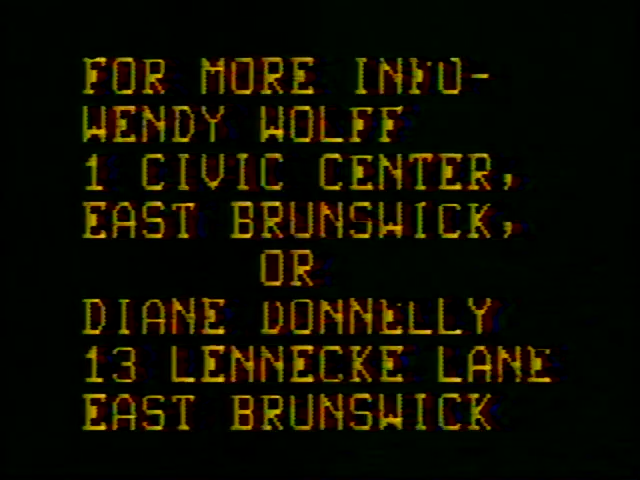 FOR MORE INFO-
WENDY WOLFF
1 CIVIC CENTER,
EAST BRUNSWICK,
OR
DIANE DONNELLY
13 LENNECKE LANE
EAST BRUNSWICK